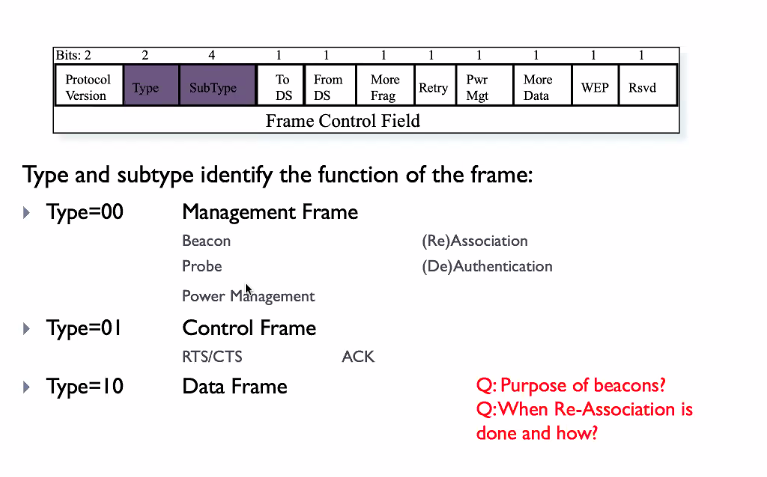 Bits: 2 2 4 1 1 1 1 1 1 1 1
Protocol Version Type SubType To DS From DS More Frag Retry Pwr Mgt More Data WEP Rsvd
Frame Control Field
Type and subtype identify the function of the frame:
Type=00 Management Frame
Beacon (Re)Association
Probe (De)Authentication
Power Management
Type=01 Control Frame
RTS/CTS ACK
Type=10 Data Frame
Q: Purpose of beacons?
Q:When Re-Association is
done and how?